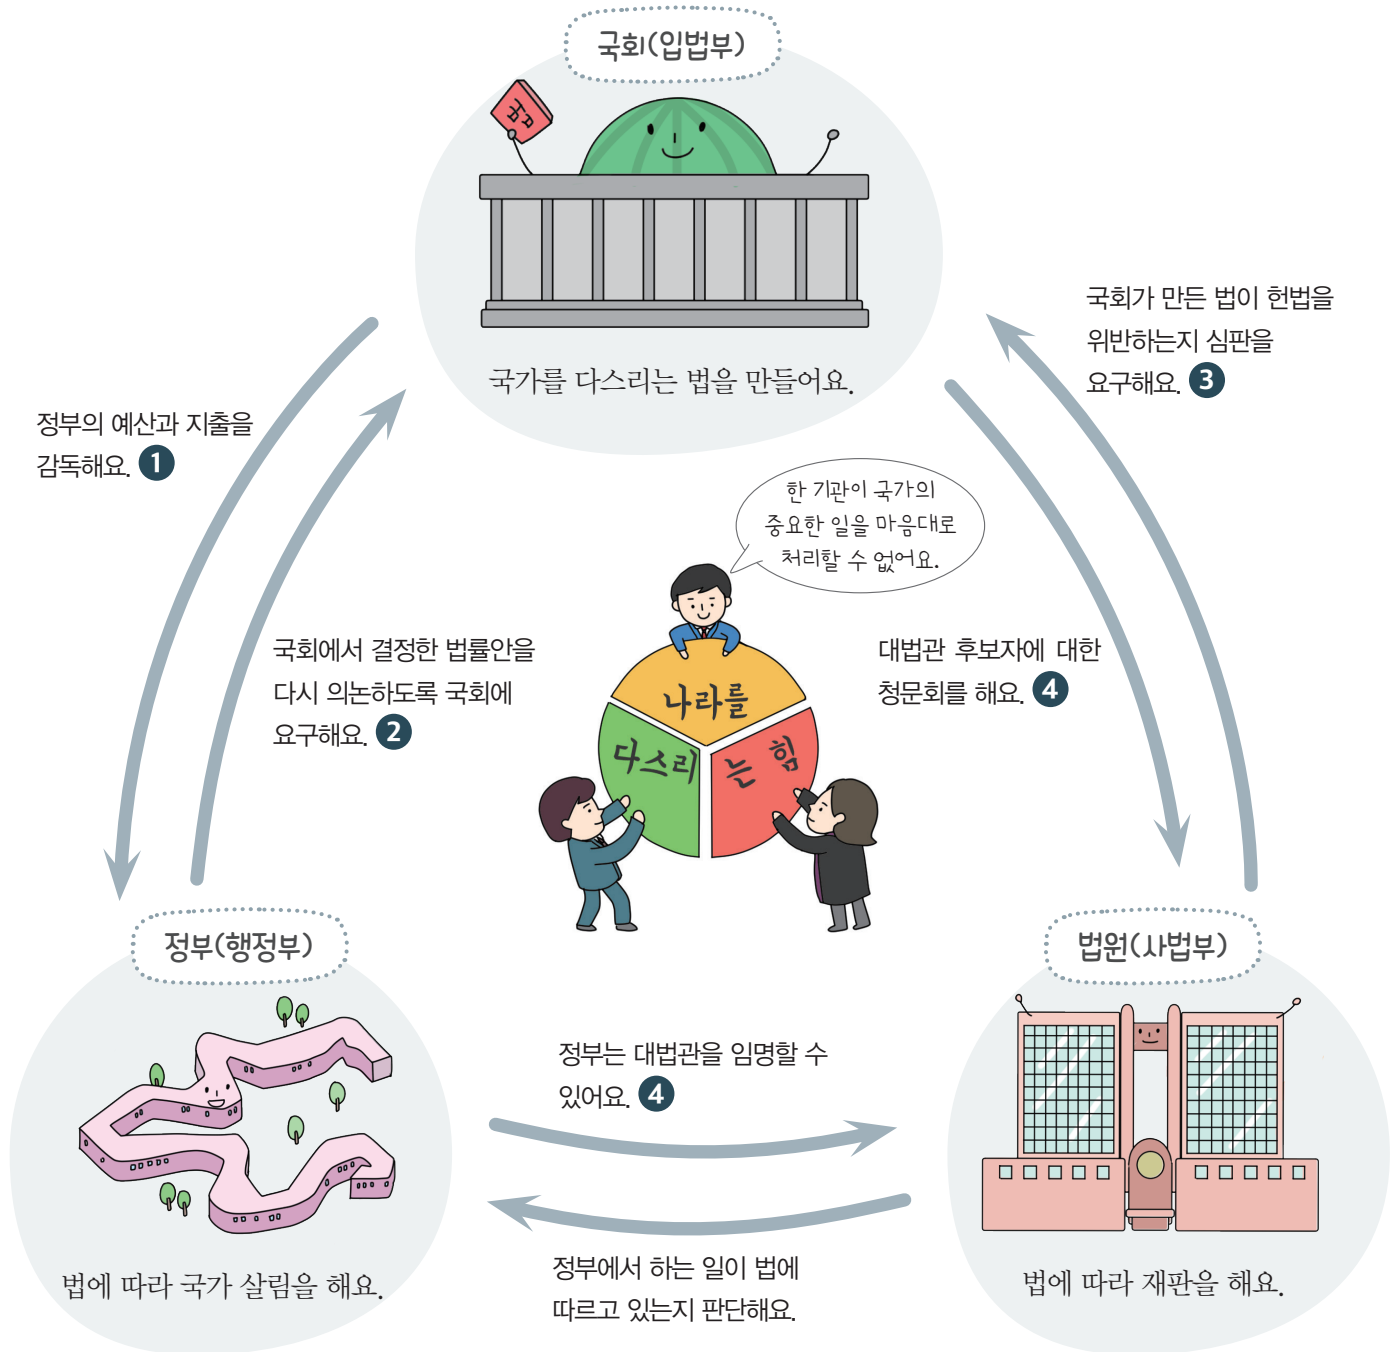 국회(입법부)
법
국가를 다스리는 법을 만들어요.
국회가 만든 법이 헌법을
위반하는지 심판을
요구해요. 3
정부의 예산과 지출을
감독해요. 1
한 기관이 국가의
중요한 일을 마음대로
처리할 수 없어요.
국회에서 결정한 법률안을
다시 의논하도록 국회에
요구해요. 2
대법관 후보자에 대한
청문회를 해요. 4
나라를
다스리
는 힘
정부(행정부)
법에 따라 국가 살림을 해요.
법원(사법부)
법에 따라 재판을 해요.
정부는 대법관을 임명할 수
있어요. 4
정부에서 하는 일이 법에
따르고 있는지 판단해요.